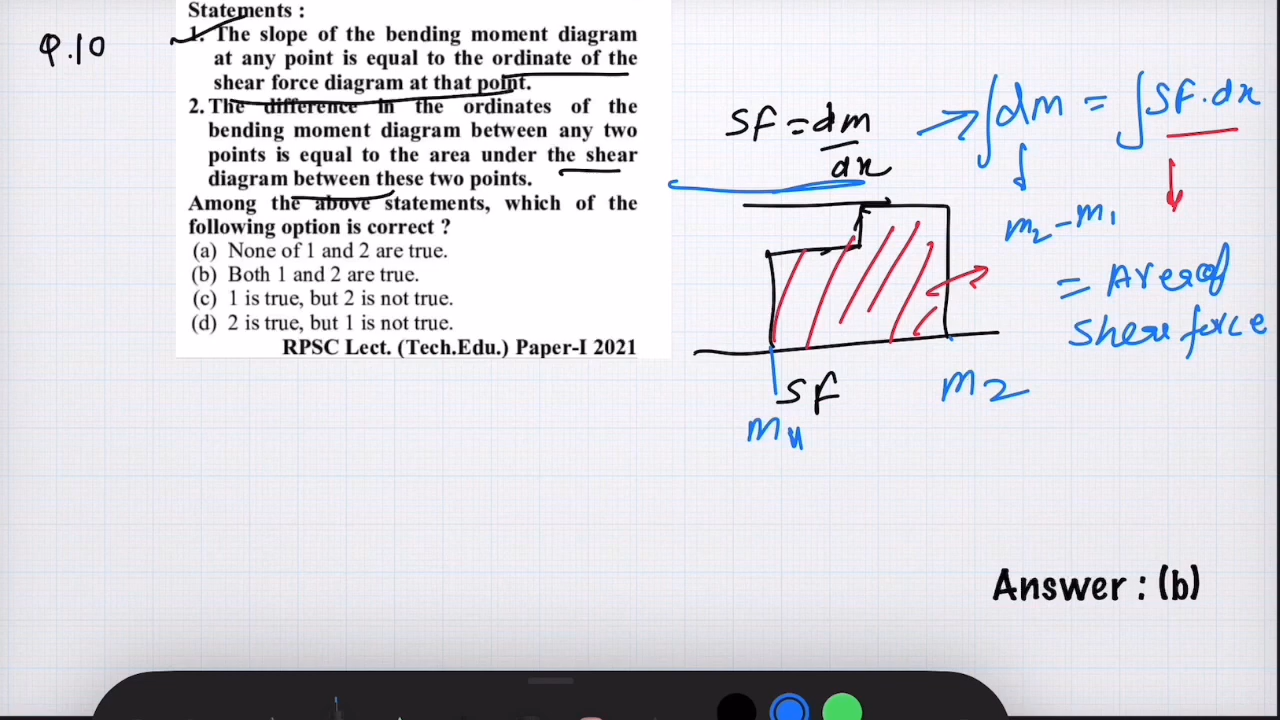 Q.10
Statements :
1. The slope of the bending moment diagram
at any point is equal to the ordinate of the
shear force diagram at that point.
2. The difference in the ordinates of the
bending moment diagram between any two
points is equal to the area under the shear
diagram between these two points.
Among the above statements, which of the
following option is correct ?
(a) None of 1 and 2 are true.
(b) Both 1 and 2 are true.
(c) 1 is true, but 2 is not true.
(d) 2 is true, but 1 is not true.
RPSC Lect. (Tech.Edu.) Paper-I 2021
SF = dm
dx
∫dm = ∫SF.dx
m2 - m1
= Area of
Shear force
SF
m2
Answer : (b)